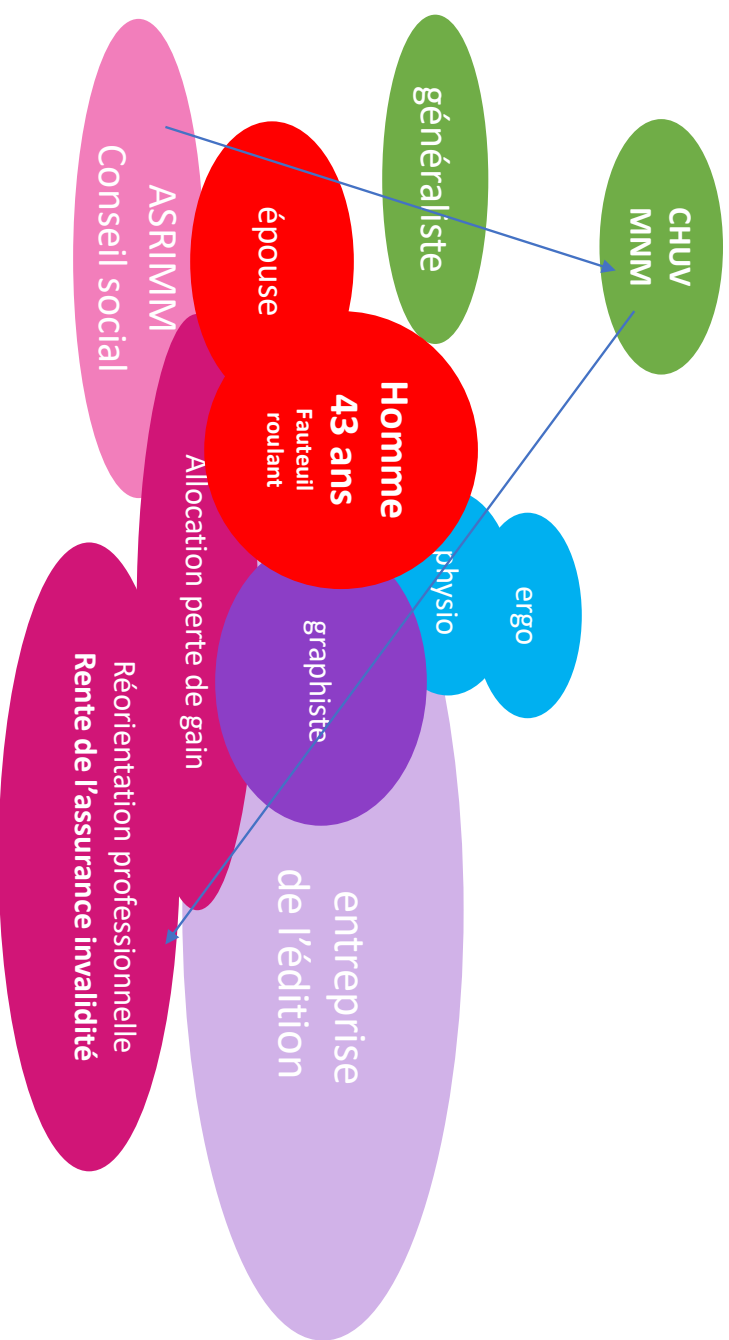 CHUV
MNM
généraliste
ergo
physio
Homme
43 ans
Fauteuil
roulant
épouse
graphiste
entreprise
de l'édition
ASRIMM
Conseil social
Allocation perte de gain
Réorientation professionnelle
Rente de l'assurance invalidité